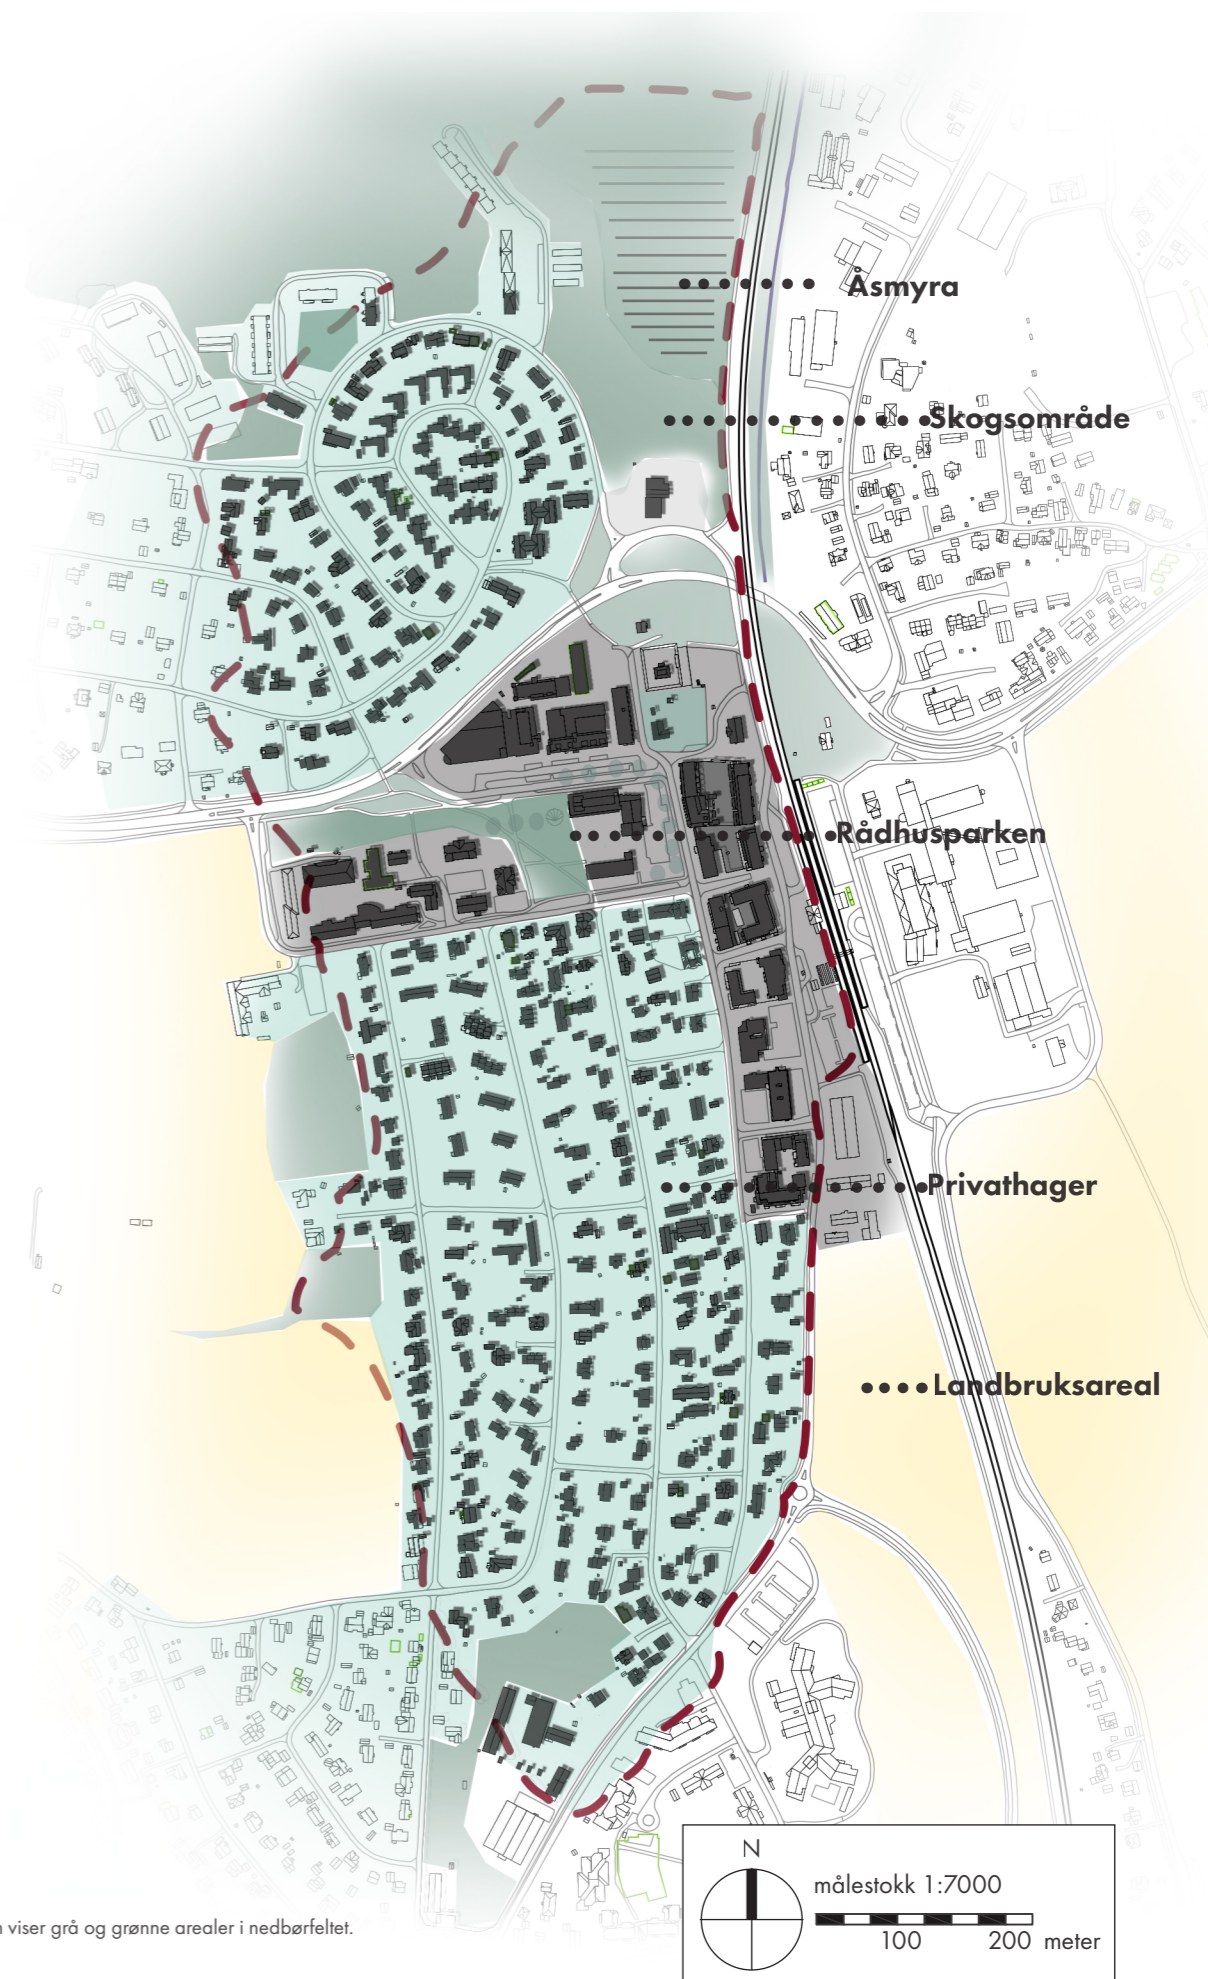 Åsmyra
Skogsområde
Rådhusparken
Privathager
Landbruksareal
N
målestokk 1:7000
100 200 meter
viser grå og grønne arealer i nedbørfeltet.